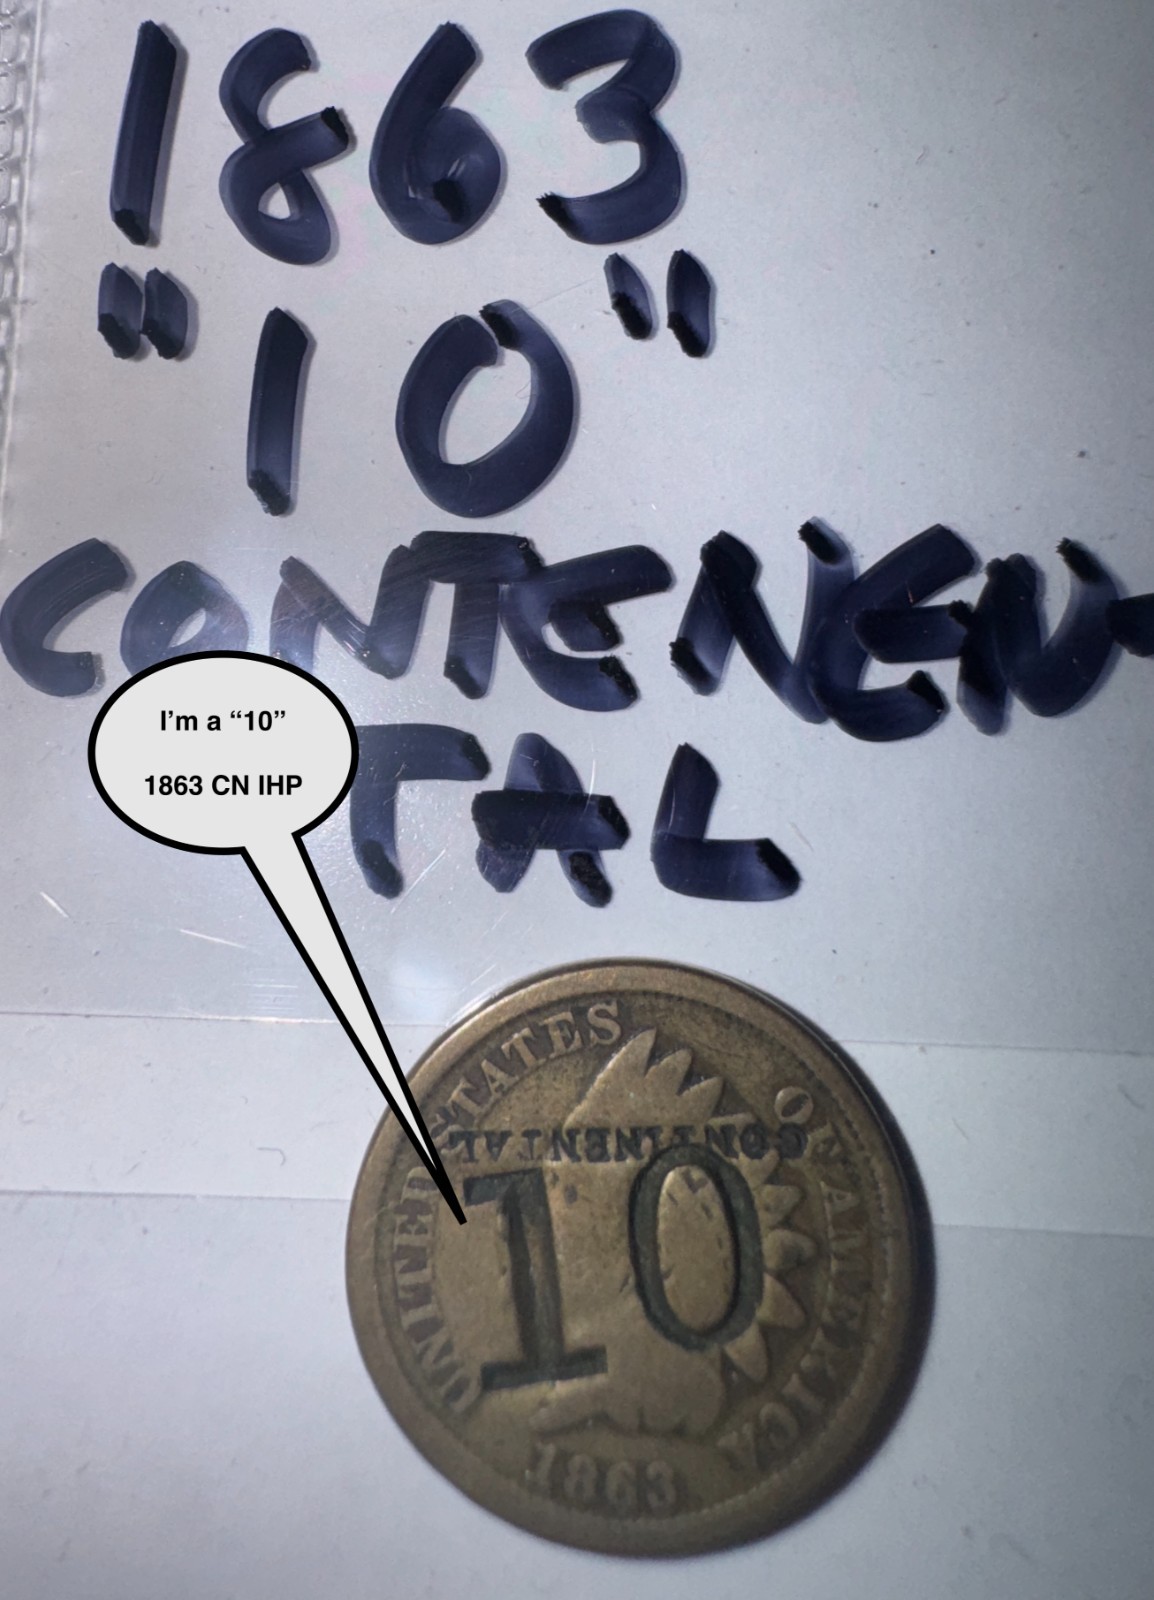 1863
"10"
CONTENEN-
TAL
I'm a “10”
1863 CN IHP
UNITED STATES OF AMERICA
CONTINENTAL
10
1863